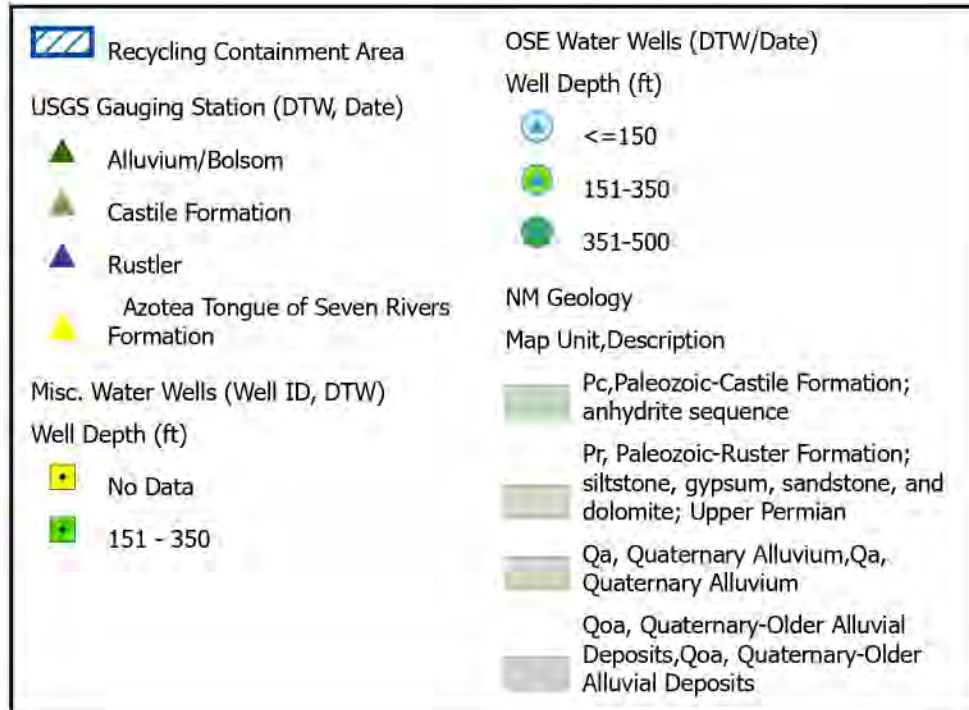 Recycling Containment Area
USGS Gauging Station (DTW, Date)
Alluvium/Bolsom
Castile Formation
Rustler
Azotea Tongue of Seven Rivers
Formation
Misc. Water Wells (Well ID, DTW)
Well Depth (ft)
No Data
151 - 350
OSE Water Wells (DTW/Date)
Well Depth (ft)
<=150
151-350
351-500
NM Geology
Map Unit,Description
Pc,Paleozoic-Castile Formation;
anhydrite sequence
Pr, Paleozoic-Ruster Formation;
siltstone, gypsum, sandstone, and
dolomite; Upper Permian
Qa, Quaternary Alluvium,Qa,
Quaternary Alluvium
Qoa, Quaternary-Older Alluvial
Deposits,Qoa, Quaternary-Older
Alluvial Deposits